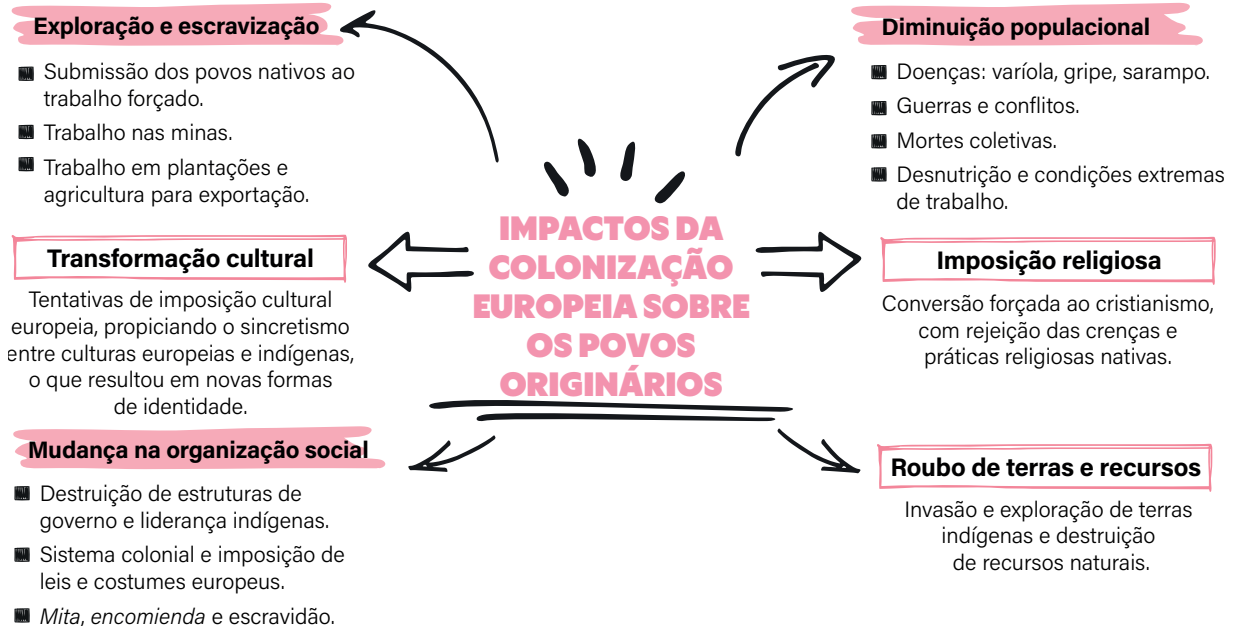 Exploração e escravização
Submissão dos povos nativos ao
trabalho forçado.
Trabalho nas minas.
Trabalho em plantações e
agricultura para exportação.
Transformação cultural
Tentativas de imposição cultural
europeia, propiciando o sincretismo
entre culturas europeias e indígenas,
o que resultou em novas formas
de identidade.
Mudança na organização social
Destruição de estruturas de
governo e liderança indígenas.
Sistema colonial e imposição de
leis e costumes europeus.
Mita, encomienda e escravidão.
IMPACTOS DA
COLONIZAÇÃO
EUROPEIA SOBRE
OS POVOS
ORIGINÁRIOS
Diminuição populacional
Doenças: varíola, gripe, sarampo.
Guerras e conflitos.
Mortes coletivas.
Desnutrição e condições extremas
de trabalho.
Imposição religiosa
Conversão forçada ao cristianismo,
com rejeição das crenças e
práticas religiosas nativas.
Roubo de terras e recursos
Invasão e exploração de terras
indígenas e destruição
de recursos naturais.